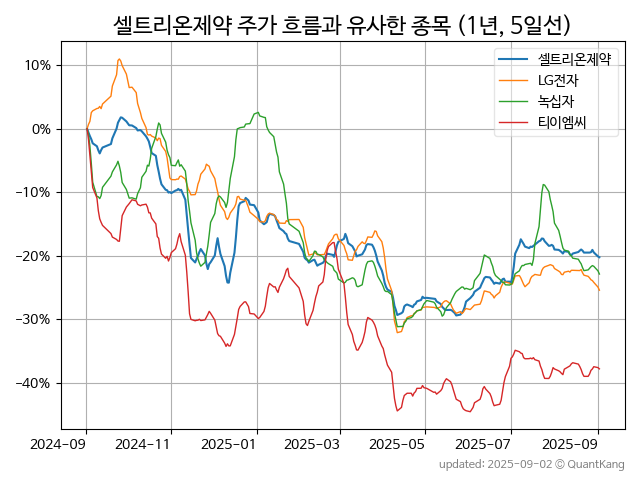 셀트리온제약 주가 흐름과 유사한 종목 (1년, 5일선)
셀트리온제약
LG전자
녹십자
티이엠씨
10%
0%
−10%
−20%
−30%
−40%
2024-09
2024-11
2025-01
2025-03
2025-05
2025-07
2025-09
updated: 2025-09-02 © QuantKang